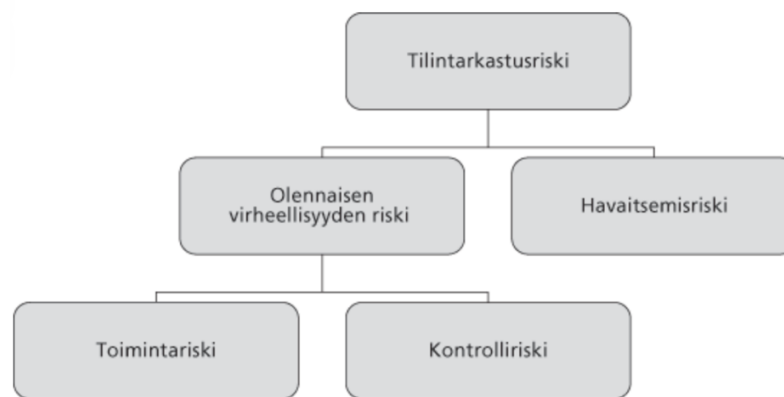 Tilintarkastusriski
Olennaisen
virheellisyyden riski
Havaitsemisriski
Toimintariski
Kontrolliriski